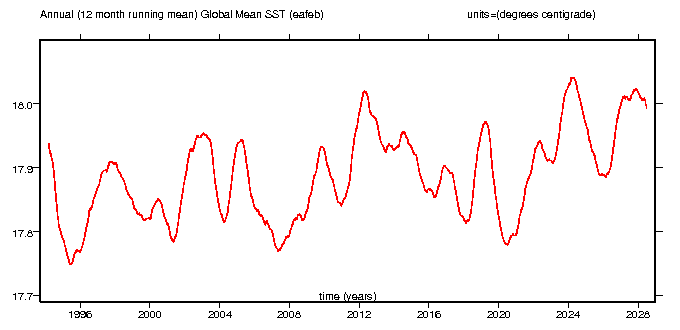 Annual (12 month running mean) Global Mean SST (eafeb) units=(degrees centigrade)
18.0
17.9
17.8
17.7
time (years)
1996 2000 2004 2008 2012 2016 2020 2024 2028